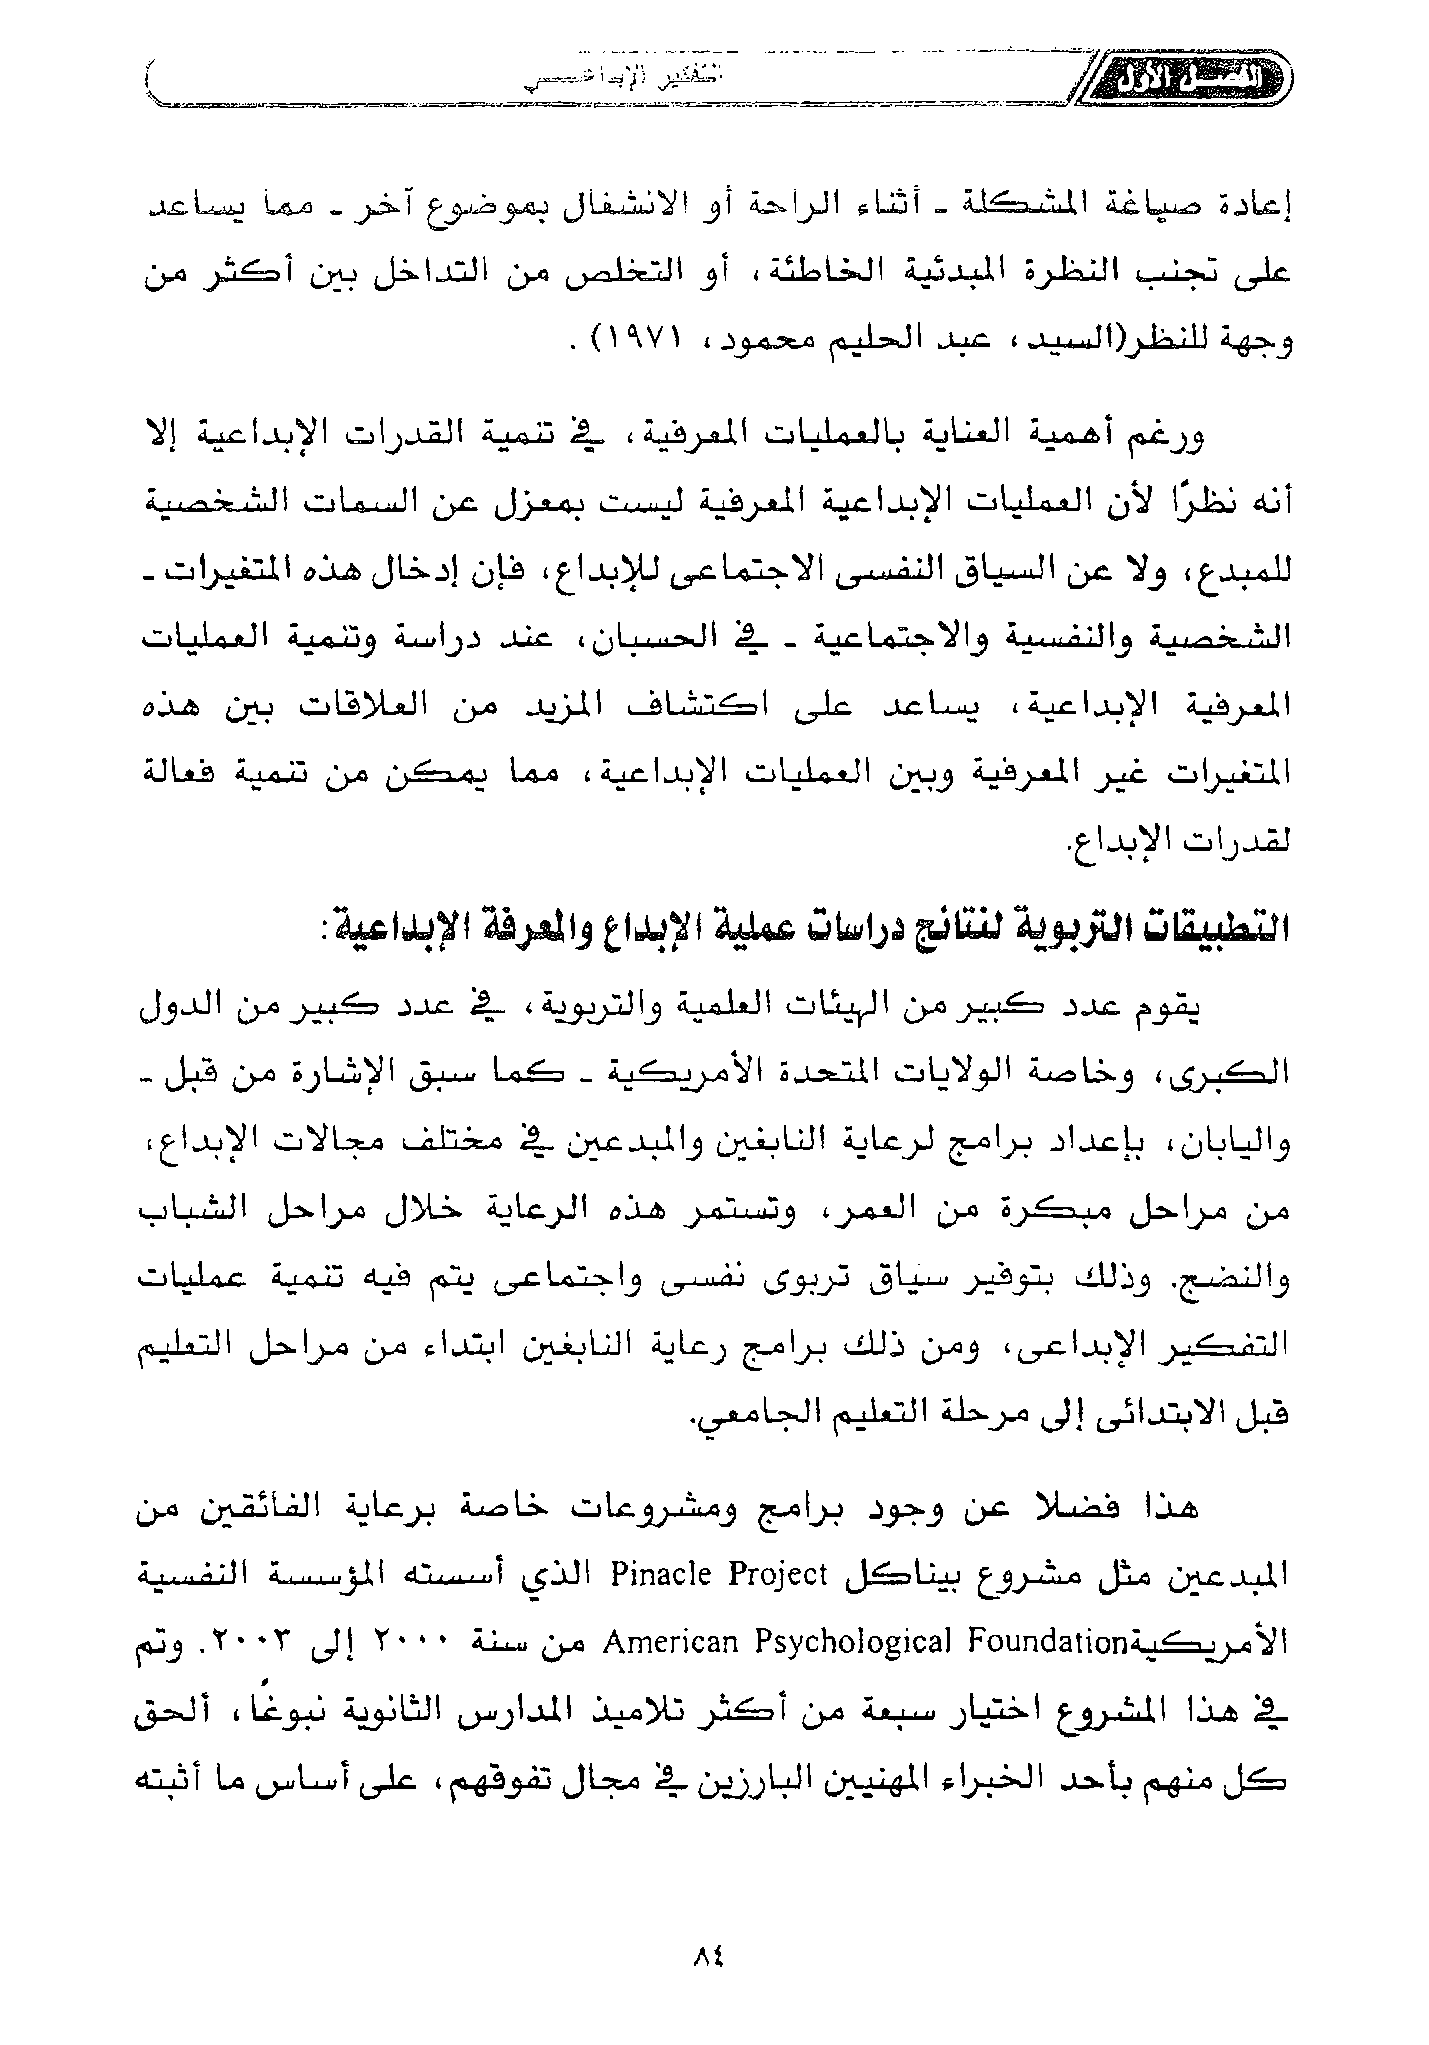 الفصل الأول
التفكير الإبداعي
إعادة صياغة المشكلة ـ أثناء الراحة أو الانشغال بموضوع آخر ـ مما يساعد
على تجنب النظرة المبدئية الخاطئة، أو التخلص من التداخل بين أكثر من
وجهة للنظر(السيد، عبد الحليم محمود، ١٩٧١) .
ورغم أهمية العناية بالعمليات المعرفية، في تنمية القدرات الإبداعية إلا
أنه نظرًا لأن العمليات الإبداعية المعرفية ليست بمعزل عن السمات الشخصية
للمبدع، ولا عن السياق النفسى الاجتماعى للإبداع، فإن إدخال هذه المتغيرات ـ
الشخصية والنفسية والاجتماعية ـ في الحسبان، عند دراسة وتنمية العمليات
المعرفية الإبداعية، يساعد على اكتشاف المزيد من العلاقات بين هذه
المتغيرات غير المعرفية وبين العمليات الإبداعية، مما يمكن من تنمية فعالة
لقدرات الإبداع.
التطبيقات التربوية لنتائج دراسات عملية الإبداع والمعرفة الإبداعية:
يقوم عدد كبير من الهيئات العلمية والتربوية، في عدد كبير من الدول
الكبرى، وخاصة الولايات المتحدة الأمريكية ـ كما سبق الإشارة من قبل ـ
واليابان، بإعداد برامج لرعاية النابغين والمبدعين في مختلف مجالات الإبداع،
من مراحل مبكرة من العمر، وتستمر هذه الرعاية خلال مراحل الشباب
والنضج. وذلك بتوفير سياق تربوى نفسى واجتماعى يتم فيه تنمية عمليات
التفكير الإبداعى، ومن ذلك برامج رعاية النابغين ابتداء من مراحل التعليم
قبل الابتدائى إلى مرحلة التعليم الجامعي.
هذا فضلا عن وجود برامج ومشروعات خاصة برعاية الفائقين من
المبدعين مثل مشروع بيناكل Pinacle Project الذي أسسته المؤسسة النفسية
الأمريكيةAmerican Psychological Foundation من سنة ٢٠٠٠ إلى ٢٠٠٣. وتم
في هذا المشروع اختيار سبعة من أكثر تلاميذ المدارس الثانوية نبوغًا، ألحق
كل منهم بأحد الخبراء المهنيين البارزين في مجال تفوقهم، على أساس ما أثبته
٨٤